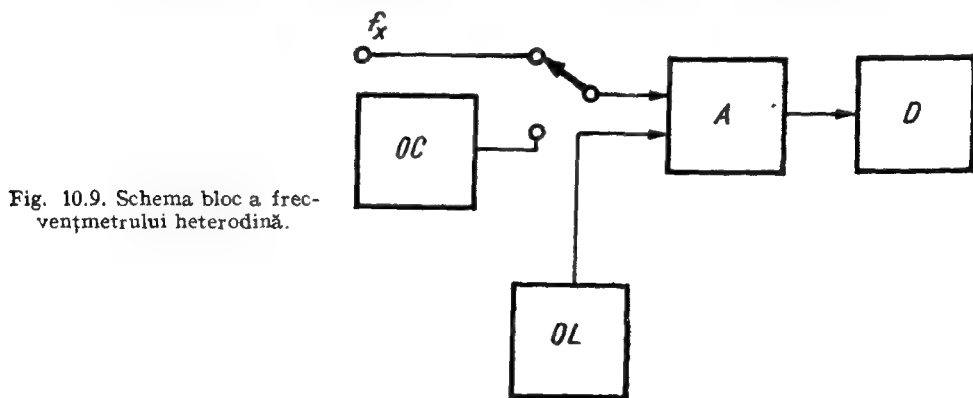 f_x
OC
A
D
Fig. 10.9. Schema bloc a frec-
vențmetrului heterodină.
OL